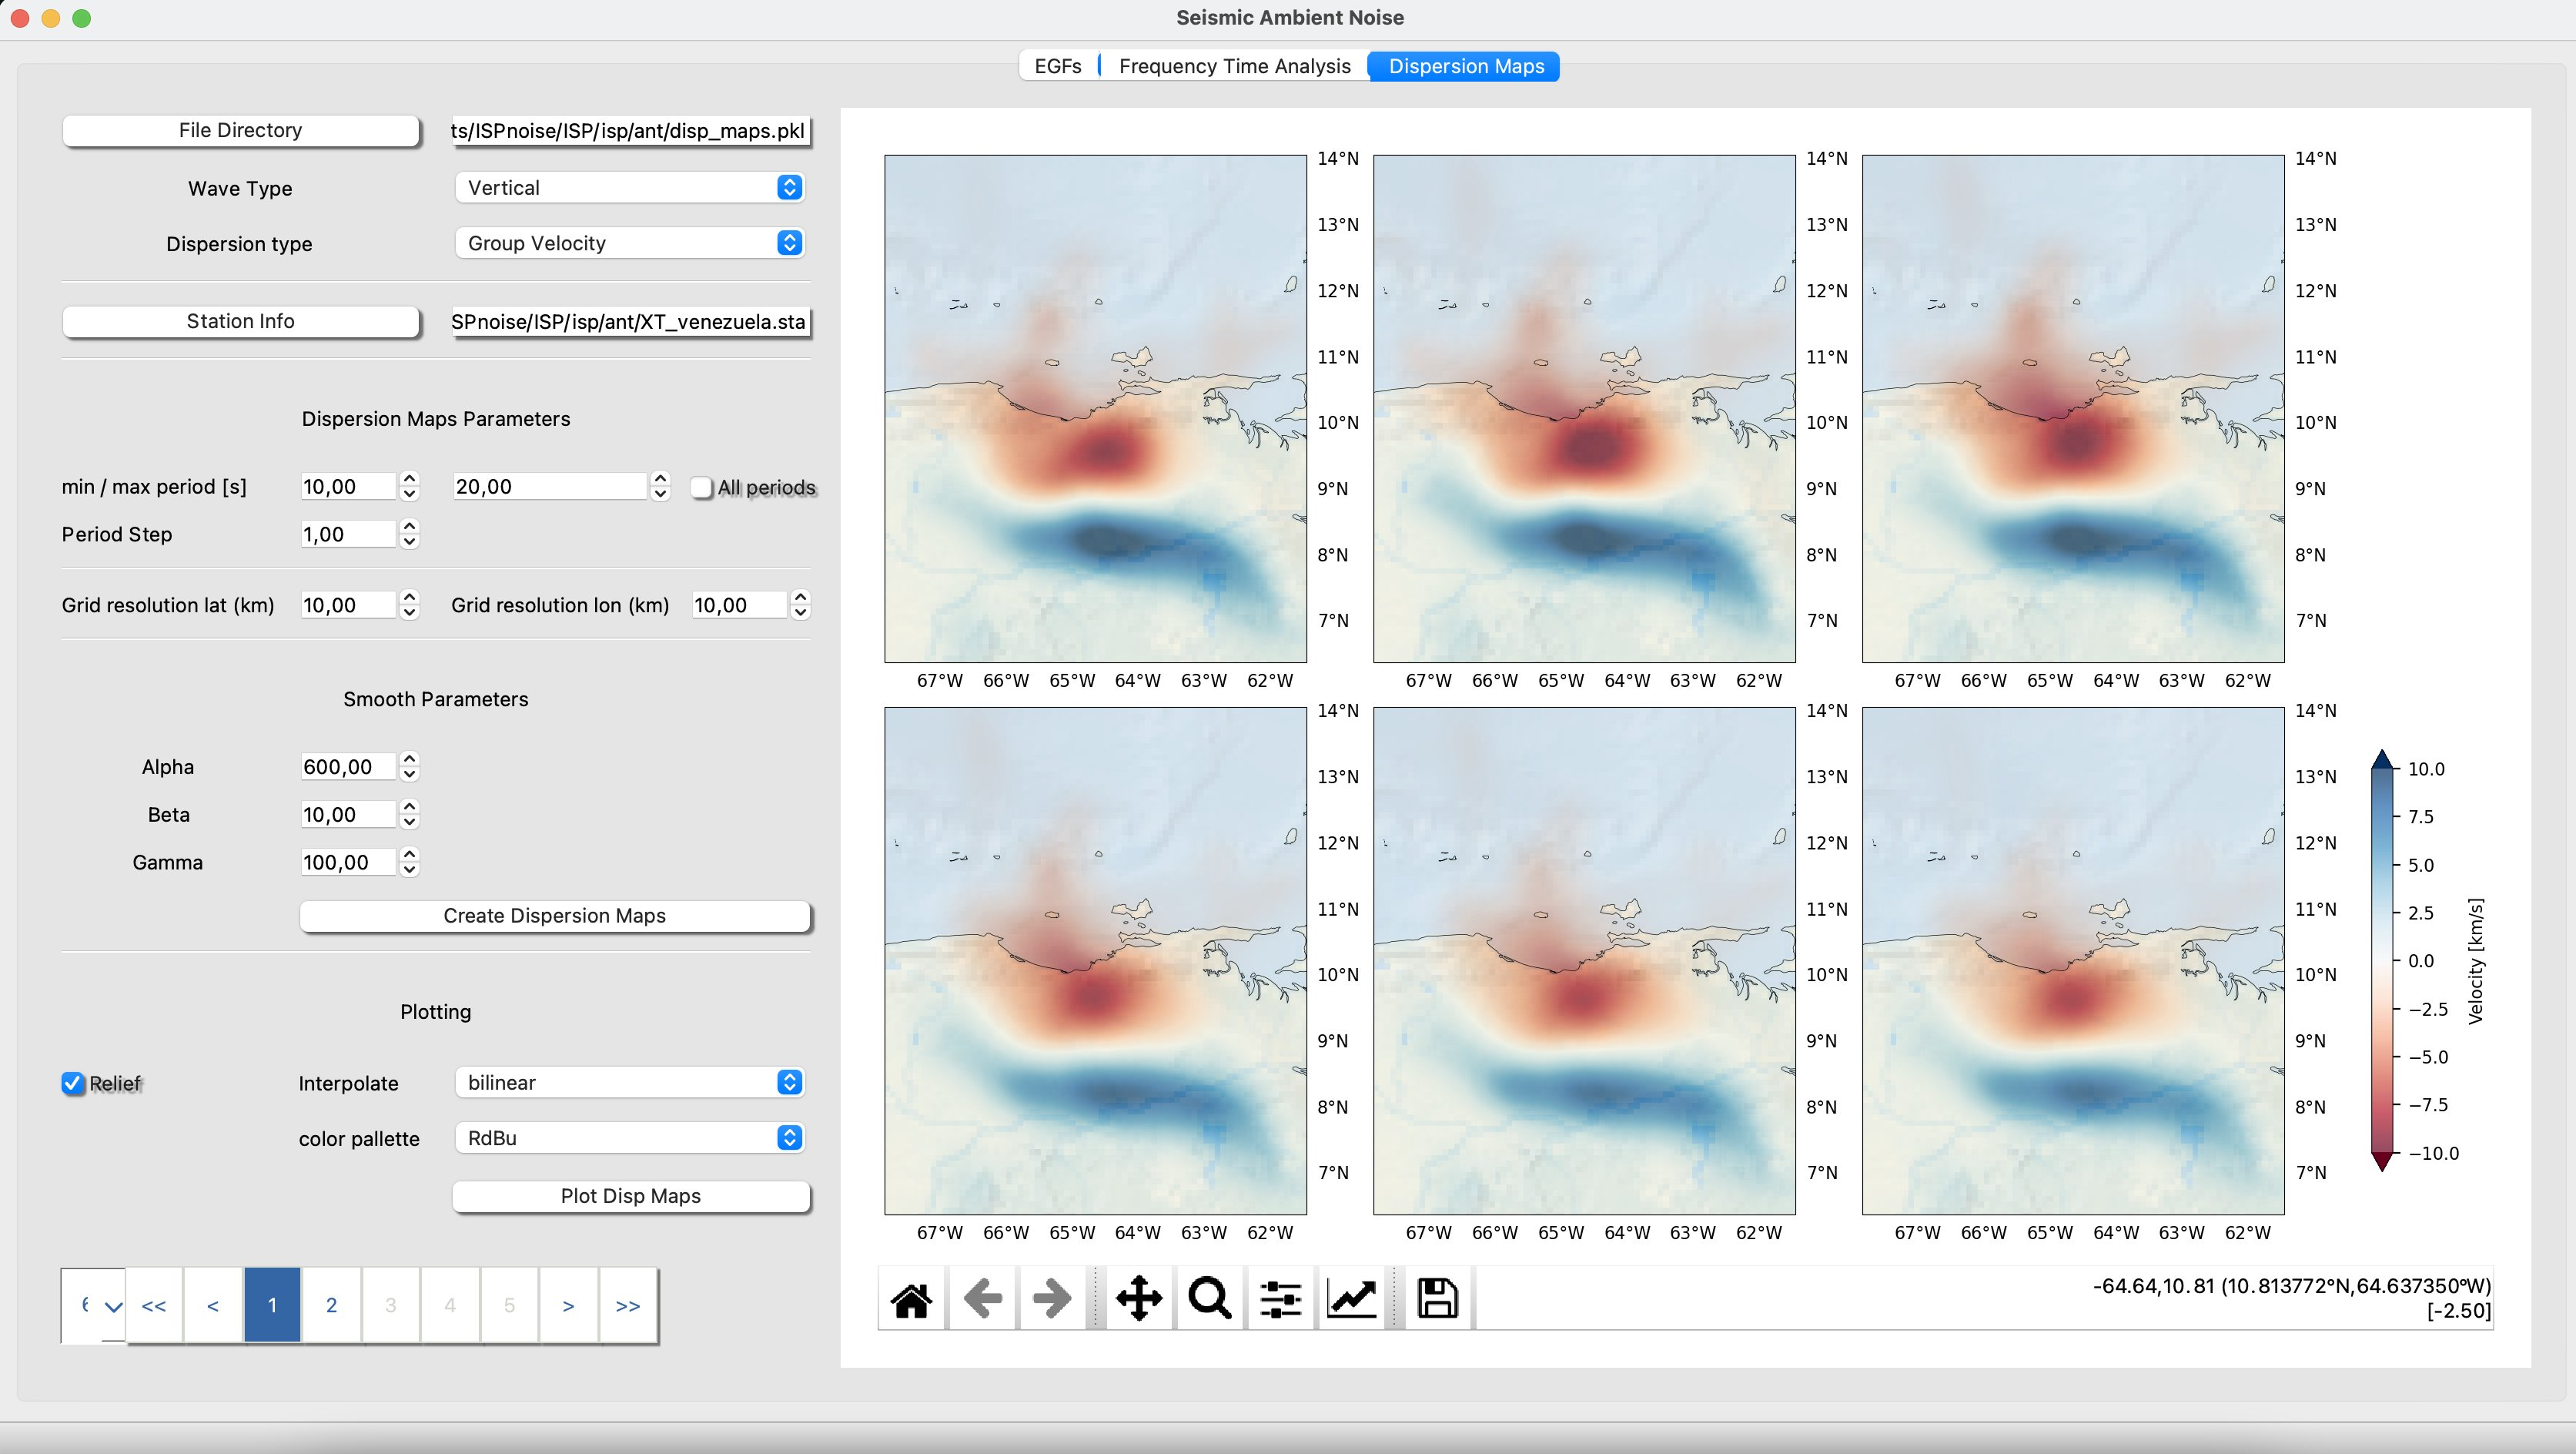 Seismic Ambient Noise
EGFs Frequency Time Analysis Dispersion Maps
File Directory ts/ISPnoise/ISP/isp/ant/disp_maps.pkl
Wave Type Vertical
Dispersion type Group Velocity
Station Info SPnoise/ISP/isp/ant/XT_venezuela.sta
Dispersion Maps Parameters
min / max period [s] 10,00 20,00 All periods
Period Step 1,00
Grid resolution lat (km) 10,00 Grid resolution lon (km) 10,00
Smooth Parameters
Alpha 600,00
Beta 10,00
Gamma 100,00
Create Dispersion Maps
Plotting
Relief Interpolate bilinear
color pallette RdBu
Plot Disp Maps
<< < 1 2 3 4 5 > >>
14°N 14°N 14°N
13°N 13°N 13°N
12°N 12°N 12°N
11°N 11°N 11°N
10°N 10°N 10°N
9°N 9°N 9°N
8°N 8°N 8°N
7°N 7°N 7°N
67°W 66°W 65°W 64°W 63°W 62°W 67°W 66°W 65°W 64°W 63°W 62°W 67°W 66°W 65°W 64°W 63°W 62°W
14°N 14°N 14°N
13°N 13°N 13°N
12°N 12°N 12°N
11°N 11°N 11°N
10°N 10°N 10°N
9°N 9°N 9°N
8°N 8°N 8°N
7°N 7°N 7°N
67°W 66°W 65°W 64°W 63°W 62°W 67°W 66°W 65°W 64°W 63°W 62°W 67°W 66°W 65°W 64°W 63°W 62°W
10.0
7.5
5.0
2.5
0.0
−2.5
−5.0
−7.5
−10.0
Velocity [km/s]
-64.64,10.81 (10.813772°N,64.637350°W)
[-2.50]